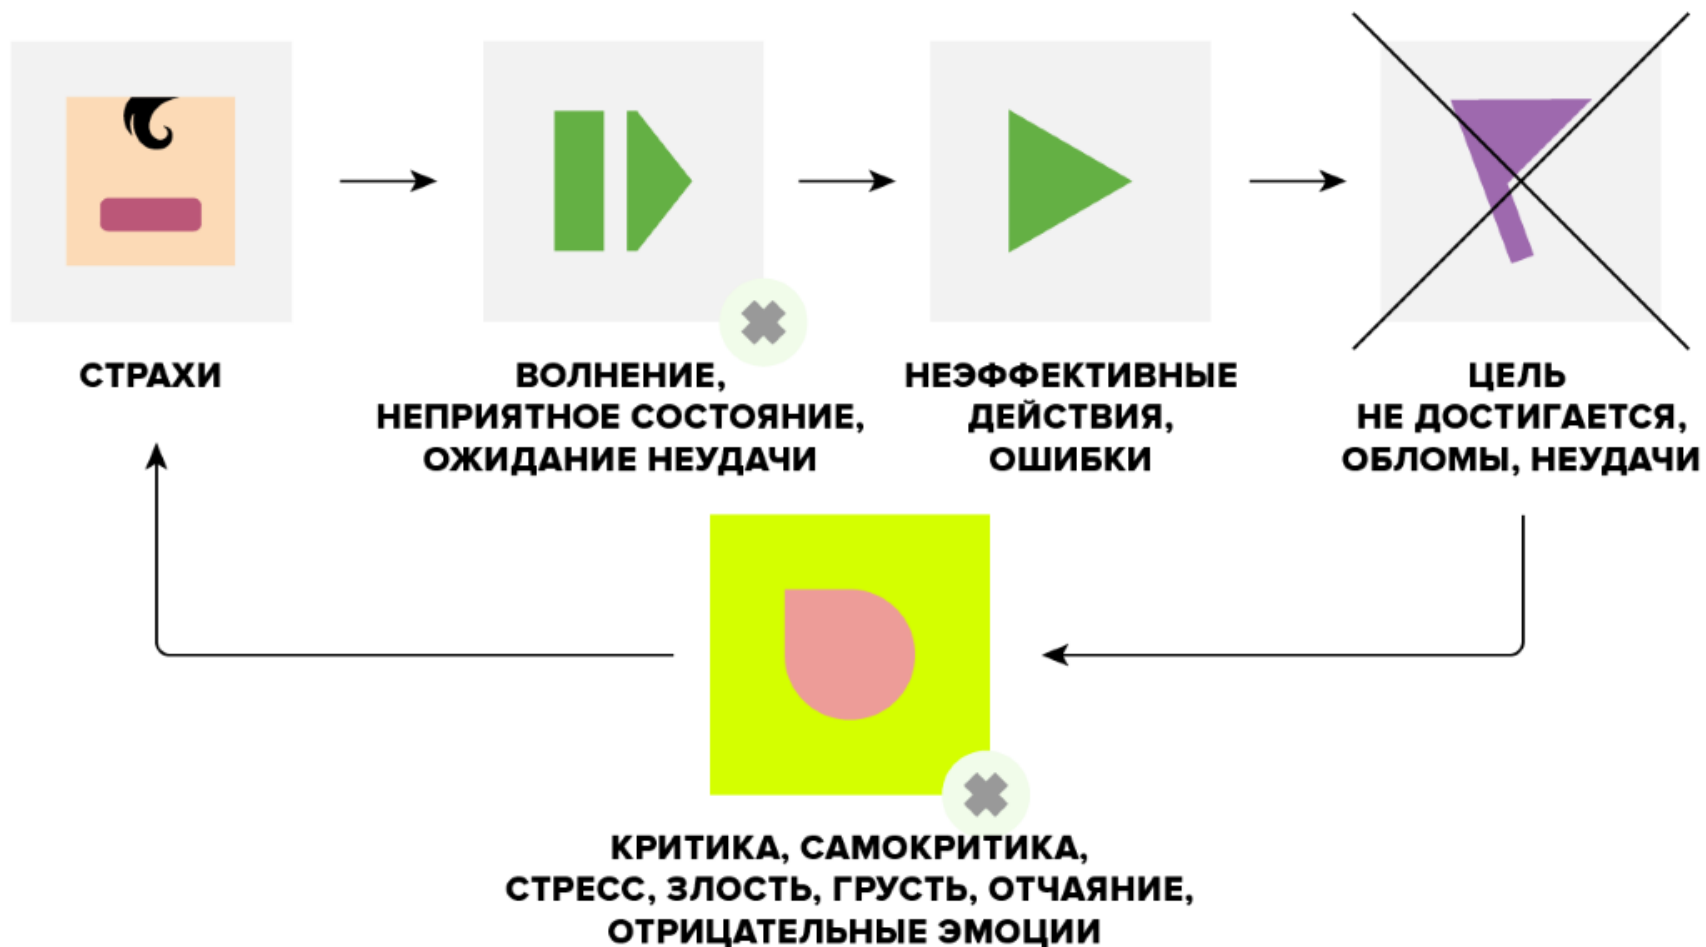 СТРАХИ
ВОЛНЕНИЕ,
НЕПРИЯТНОЕ СОСТОЯНИЕ,
ОЖИДАНИЕ НЕУДАЧИ
НЕЭФФЕКТИВНЫЕ
ДЕЙСТВИЯ,
ОШИБКИ
ЦЕЛЬ
НЕ ДОСТИГАЕТСЯ,
ОБЛОМЫ, НЕУДАЧИ
КРИТИКА, САМОКРИТИКА,
СТРЕСС, ЗЛОСТЬ, ГРУСТЬ, ОТЧАЯНИЕ,
ОТРИЦАТЕЛЬНЫЕ ЭМОЦИИ